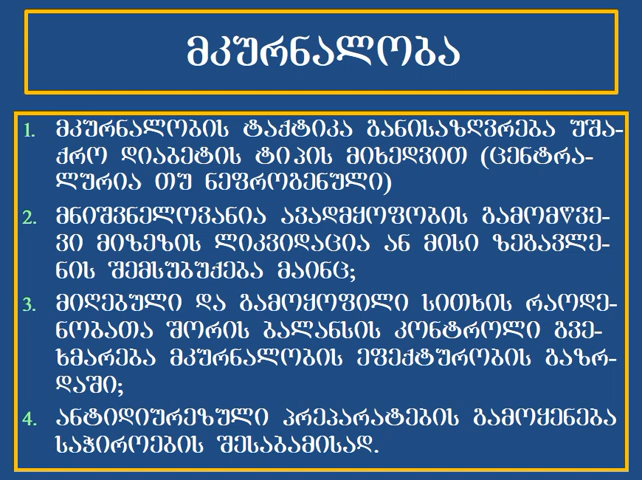 მკურნალობა
1. მკურნალობის ტაქტიკა განისაზღვრება უშა-
ქრო დიაბეტის ტიპის მიხედვით (ცენტრა-
ლურია თუ ნეფროგენული)
2. მნიშვნელოვანია ავადმყოფობის გამომწვე-
ვი მიზეზის ლიკვიდაცია ან მისი ზეგავლე-
ნის შემსუბუქება მაინც;
3. მიღებული და გამოყოფილი სითხის რაოდე-
ნობათა შორის ბალანსის კონტროლი გვე-
ხმარება მკურნალობის ეფექტურობის გაზრ-
დაში;
4. ანტიდიურეზული პრეპარატების გამოყენება
საჭიროების შესაბამისად.